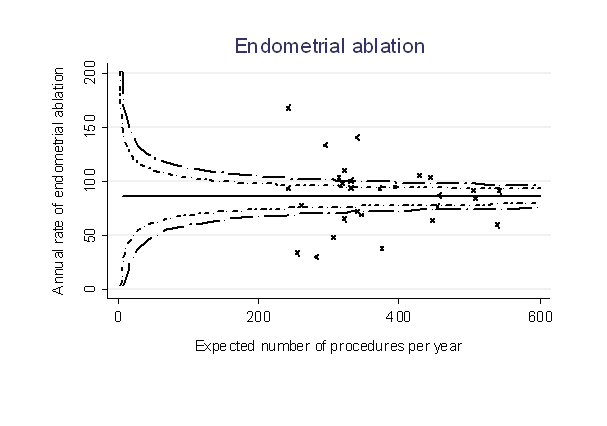 Endometrial ablation
Annual rate of endometrial ablation
200
150
100
50
0
0 200 400 600
Expected number of procedures per year